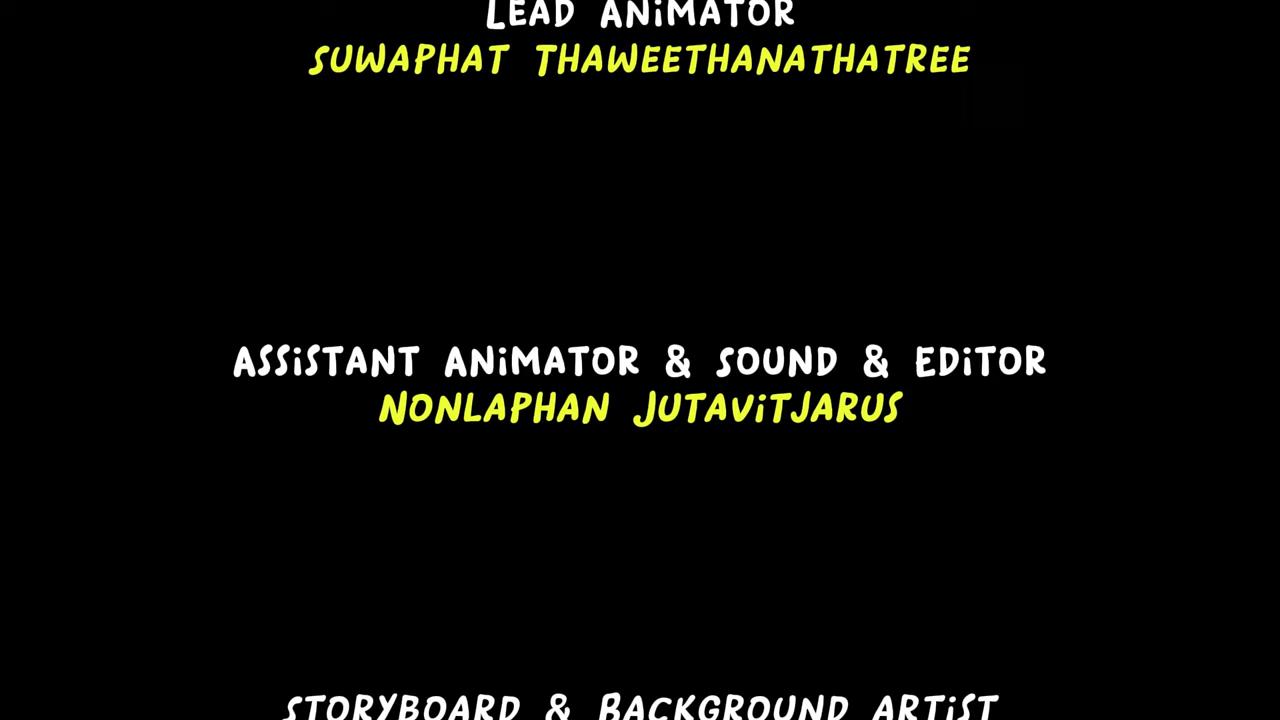 Lead Animator
Suwaphat Thaweethanathatree
Assistant Animator & Sound & Editor
Nonlaphan Jutavitjarus
Storyboard & Background Artist